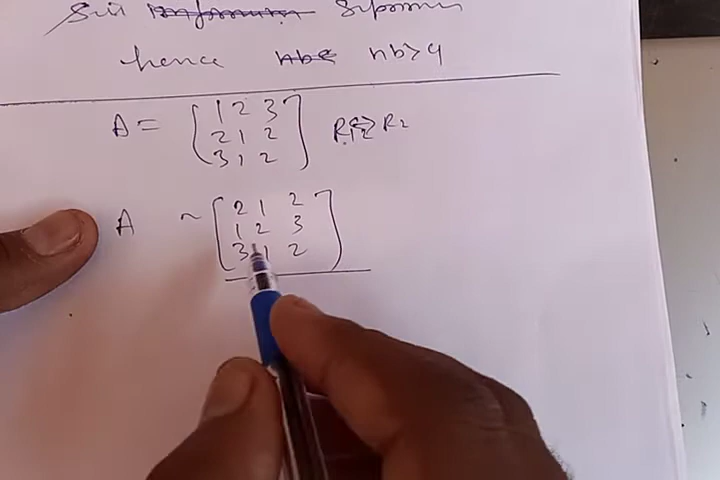 hence nb>4
A = [1 2 3
2 1 2
3 1 2] R1⇔R2
A ~ [2 1 2
1 2 3
3 1 2]